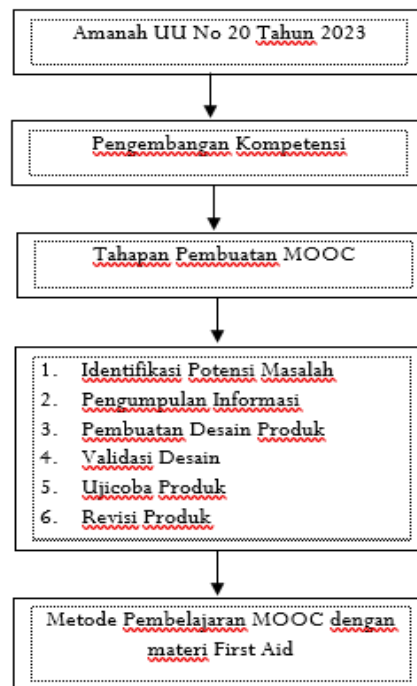 Amanah UU No 20 Tahun 2023
Pengembangan Kompetensi
Tahapan Pembuatan MOOC
1. Identifikasi Potensi Masalah
2. Pengumpulan Informasi
3. Pembuatan Desain Produk
4. Validasi Desain
5. Ujicoba Produk
6. Revisi Produk
Metode Pembelajaran MOOC dengan
materi First Aid